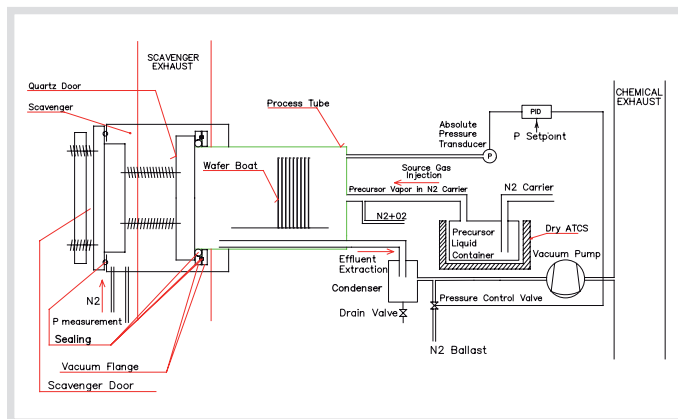 SCAVENGER
EXHAUST
Quartz Door
Scavenger
Process Tube
Wafer Boat
Absolute
Pressure
Transducer
PID
P Setpoint
P
CHEMICAL
EXHAUST
Source Gas
Injection
Precursor Vapor in N2 Carrier
N2 Carrier
N2+O2
Precursor
Liquid
Container
Dry ATCS
Vacuum Pump
Effluent
Extraction
Condenser
Pressure Control Valve
Drain Valve
N2 Ballast
N2
P measurement
Sealing
Vacuum Flange
Scavenger Door